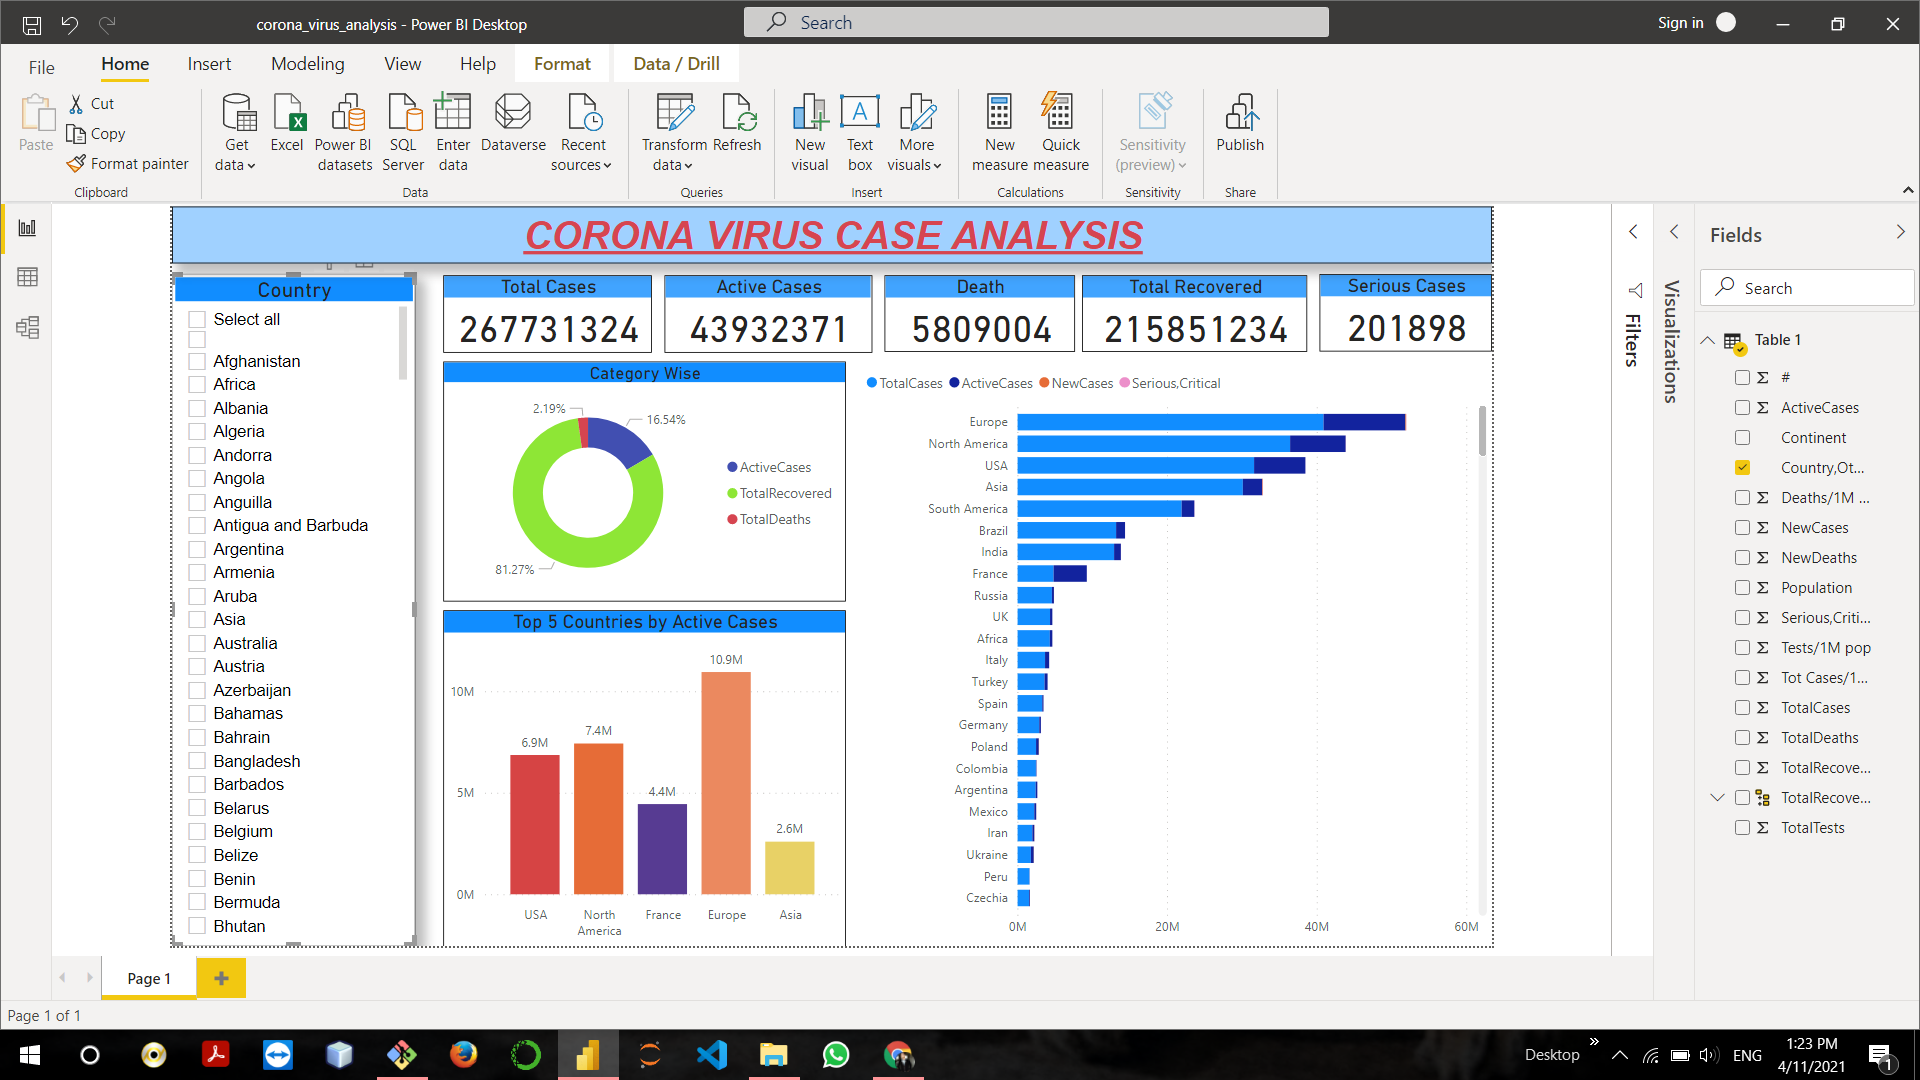 corona_virus_analysis - Power BI Desktop
Search
Sign in
File
Home
Insert
Modeling
View
Help
Format
Data / Drill
Paste
Cut
Copy
Format painter
Clipboard
Get data
Excel
Power BI datasets
SQL Server
Enter data
Dataverse
Recent sources
Data
Transform data
Refresh
Queries
New visual
Text box
More visuals
Insert
New measure
Quick measure
Calculations
Sensitivity (preview)
Sensitivity
Publish
Share
CORONA VIRUS CASE ANALYSIS
Country
Select all
Afghanistan
Africa
Albania
Algeria
Andorra
Angola
Anguilla
Antigua and Barbuda
Argentina
Armenia
Aruba
Asia
Australia
Austria
Azerbaijan
Bahamas
Bahrain
Bangladesh
Barbados
Belarus
Belgium
Belize
Benin
Bermuda
Bhutan
Total Cases
267731324
Active Cases
43932371
Death
5809004
Total Recovered
215851234
Serious Cases
201898
Category Wise
2.19%
16.54%
81.27%
ActiveCases
TotalRecovered
TotalDeaths
Top 5 Countries by Active Cases
10M
5M
0M
6.9M
7.4M
4.4M
10.9M
2.6M
USA
North America
France
Europe
Asia
TotalCases ActiveCases NewCases Serious,Critical
Europe
North America
USA
Asia
South America
Brazil
India
France
Russia
UK
Africa
Italy
Turkey
Spain
Germany
Poland
Colombia
Argentina
Mexico
Iran
Ukraine
Peru
Czechia
0M 20M 40M 60M
Filters
Visualizations
Fields
Search
Table 1
#
ActiveCases
Continent
Country,Ot...
Deaths/1M ...
NewCases
NewDeaths
Population
Serious,Criti...
Tests/1M pop
Tot Cases/1...
TotalCases
TotalDeaths
TotalRecove...
TotalRecove...
TotalTests
Page 1
Page 1 of 1
Desktop
ENG
1:23 PM
4/11/2021
1